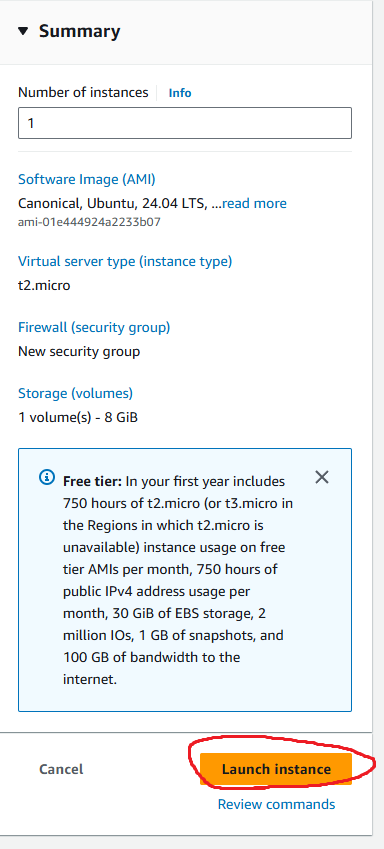 Summary
Number of instances Info
1
Software Image (AMI)
Canonical, Ubuntu, 24.04 LTS, ...read more
ami-01e444924a2233b07
Virtual server type (instance type)
t2.micro
Firewall (security group)
New security group
Storage (volumes)
1 volume(s) - 8 GiB
Free tier: In your first year includes
750 hours of t2.micro (or t3.micro in
the Regions in which t2.micro is
unavailable) instance usage on free
tier AMIs per month, 750 hours of
public IPv4 address usage per
month, 30 GiB of EBS storage, 2
million IOs, 1 GB of snapshots, and
100 GB of bandwidth to the
internet.
Cancel Launch instance
Review commands